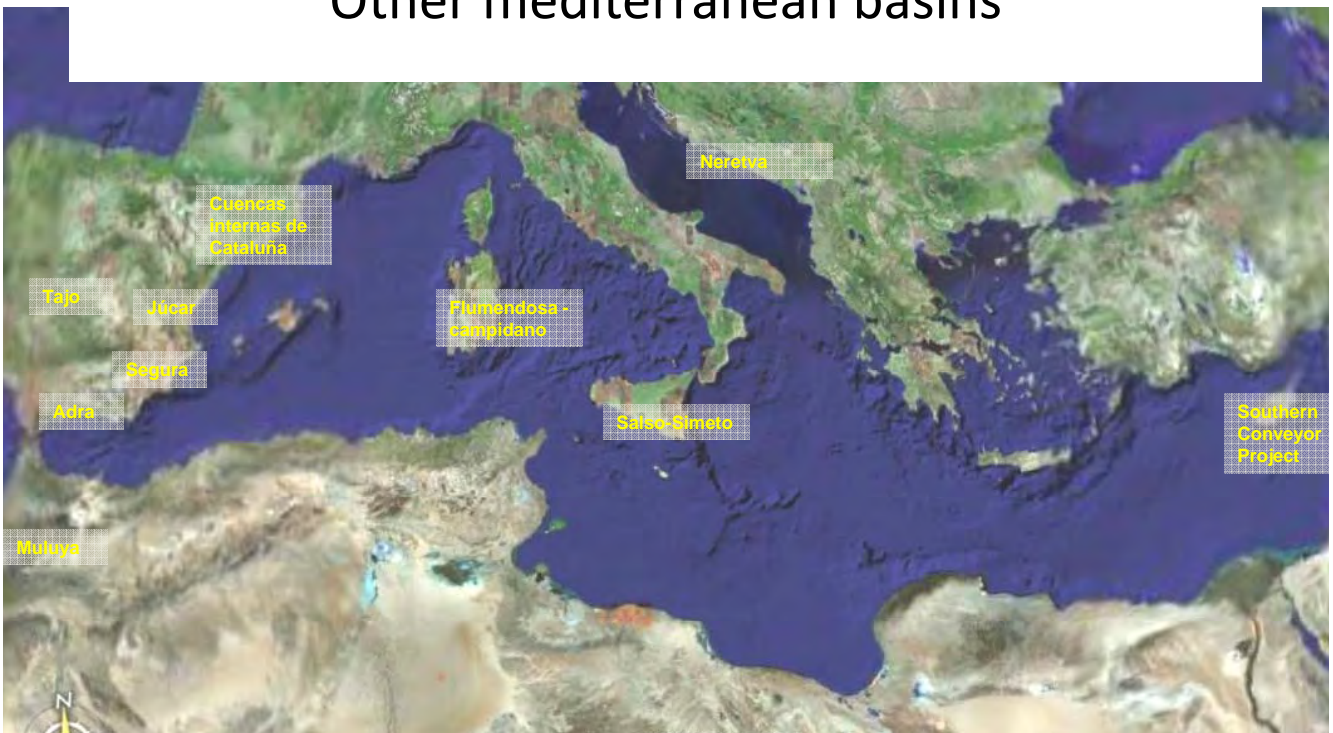 Other mediterranean basins
Neretva
Cuencas
internas de
Cataluña
Tajo
Júcar
Flumendosa -
campidano
Segura
Adra
Salso-Simeto
Southern
Conveyor
Project
Muluya
N